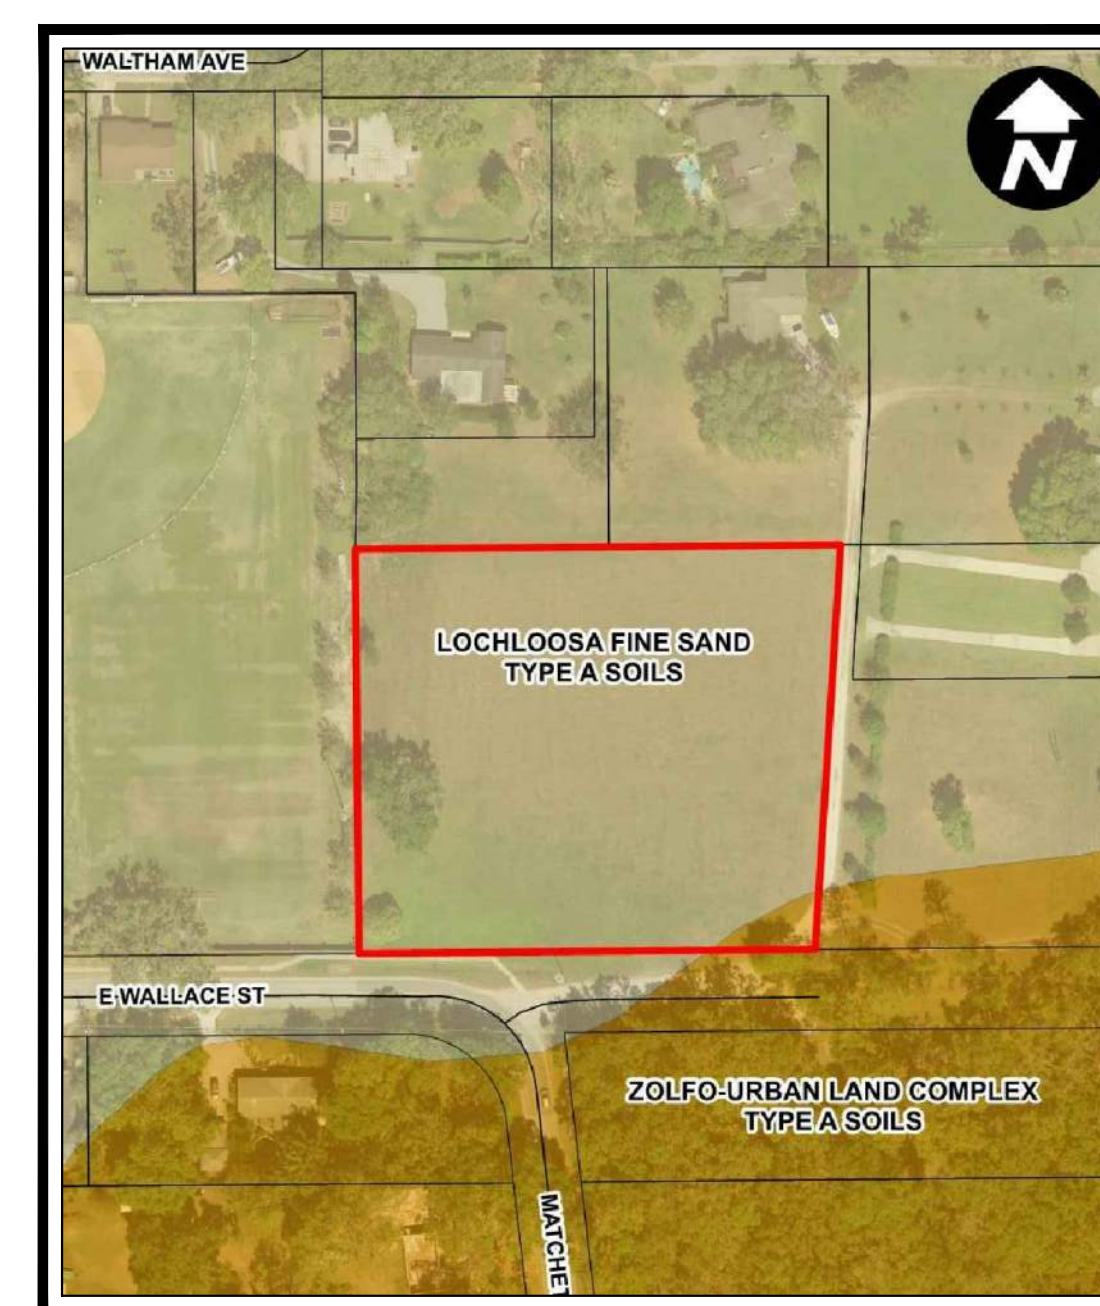 WALTHAM AVE
N
LOCHLOOSA FINE SAND
TYPE A SOILS
E WALLACE ST
ZOLFO-URBAN LAND COMPLEX
TYPE A SOILS
MATCHET